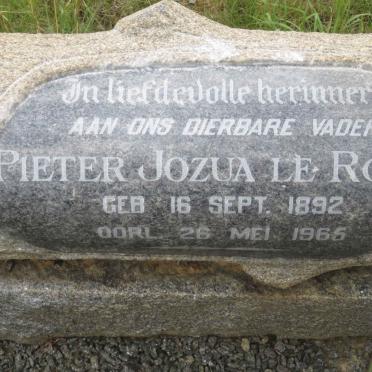 In liefdevolle herinner
AAN ONS DIERBARE VADER
PIETER JOZUA LE RO
GEB 16 SEPT. 1892
OORL. 26 MEI 1965